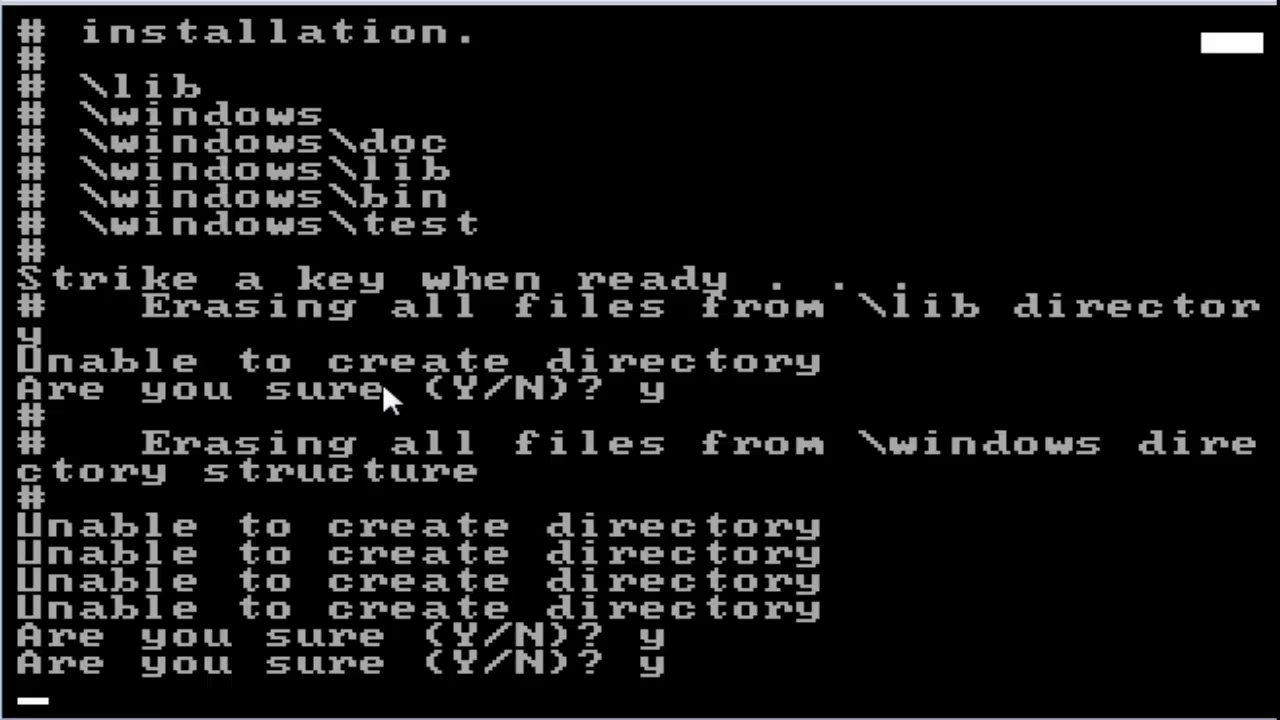 # installation.
#
# \lib
# \windows
# \windows\doc
# \windows\lib
# \windows\bin
# \windows\test
#
Strike a key when ready . . .
#    Erasing all files from \lib director
y
Unable to create directory
Are you sure (Y/N)? y
#
#    Erasing all files from \windows dire
ctory structure
#
Unable to create directory
Unable to create directory
Unable to create directory
Unable to create directory
Are you sure (Y/N)? y
Are you sure (Y/N)? y